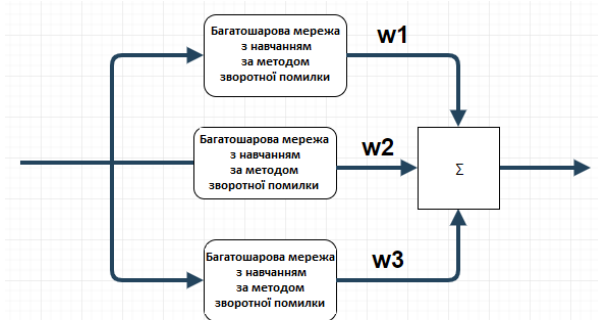 Багатошарова мережа
з навчанням
за методом
зворотної помилки
w1
Багатошарова мережа
з навчанням
за методом
зворотної помилки
w2
Σ
Багатошарова мережа
з навчанням
за методом
зворотної помилки
w3